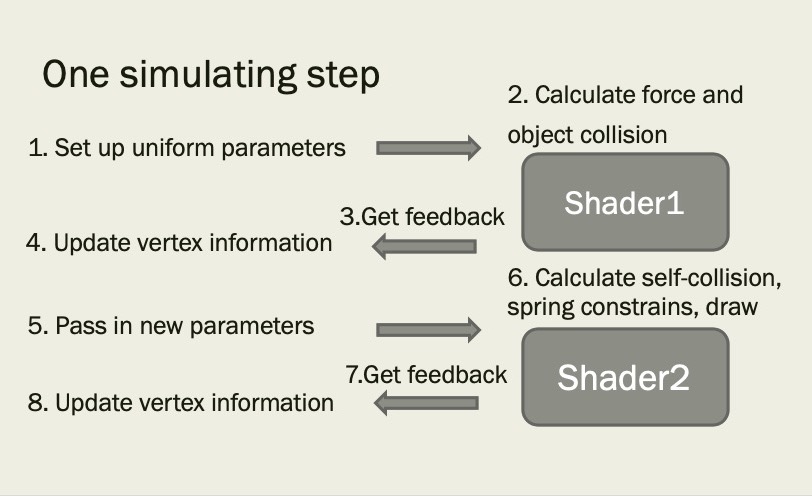 One simulating step
2. Calculate force and
object collision
1. Set up uniform parameters
Shader1
3.Get feedback
4. Update vertex information
6. Calculate self-collision,
spring constrains, draw
5. Pass in new parameters
Shader2
7.Get feedback
8. Update vertex information